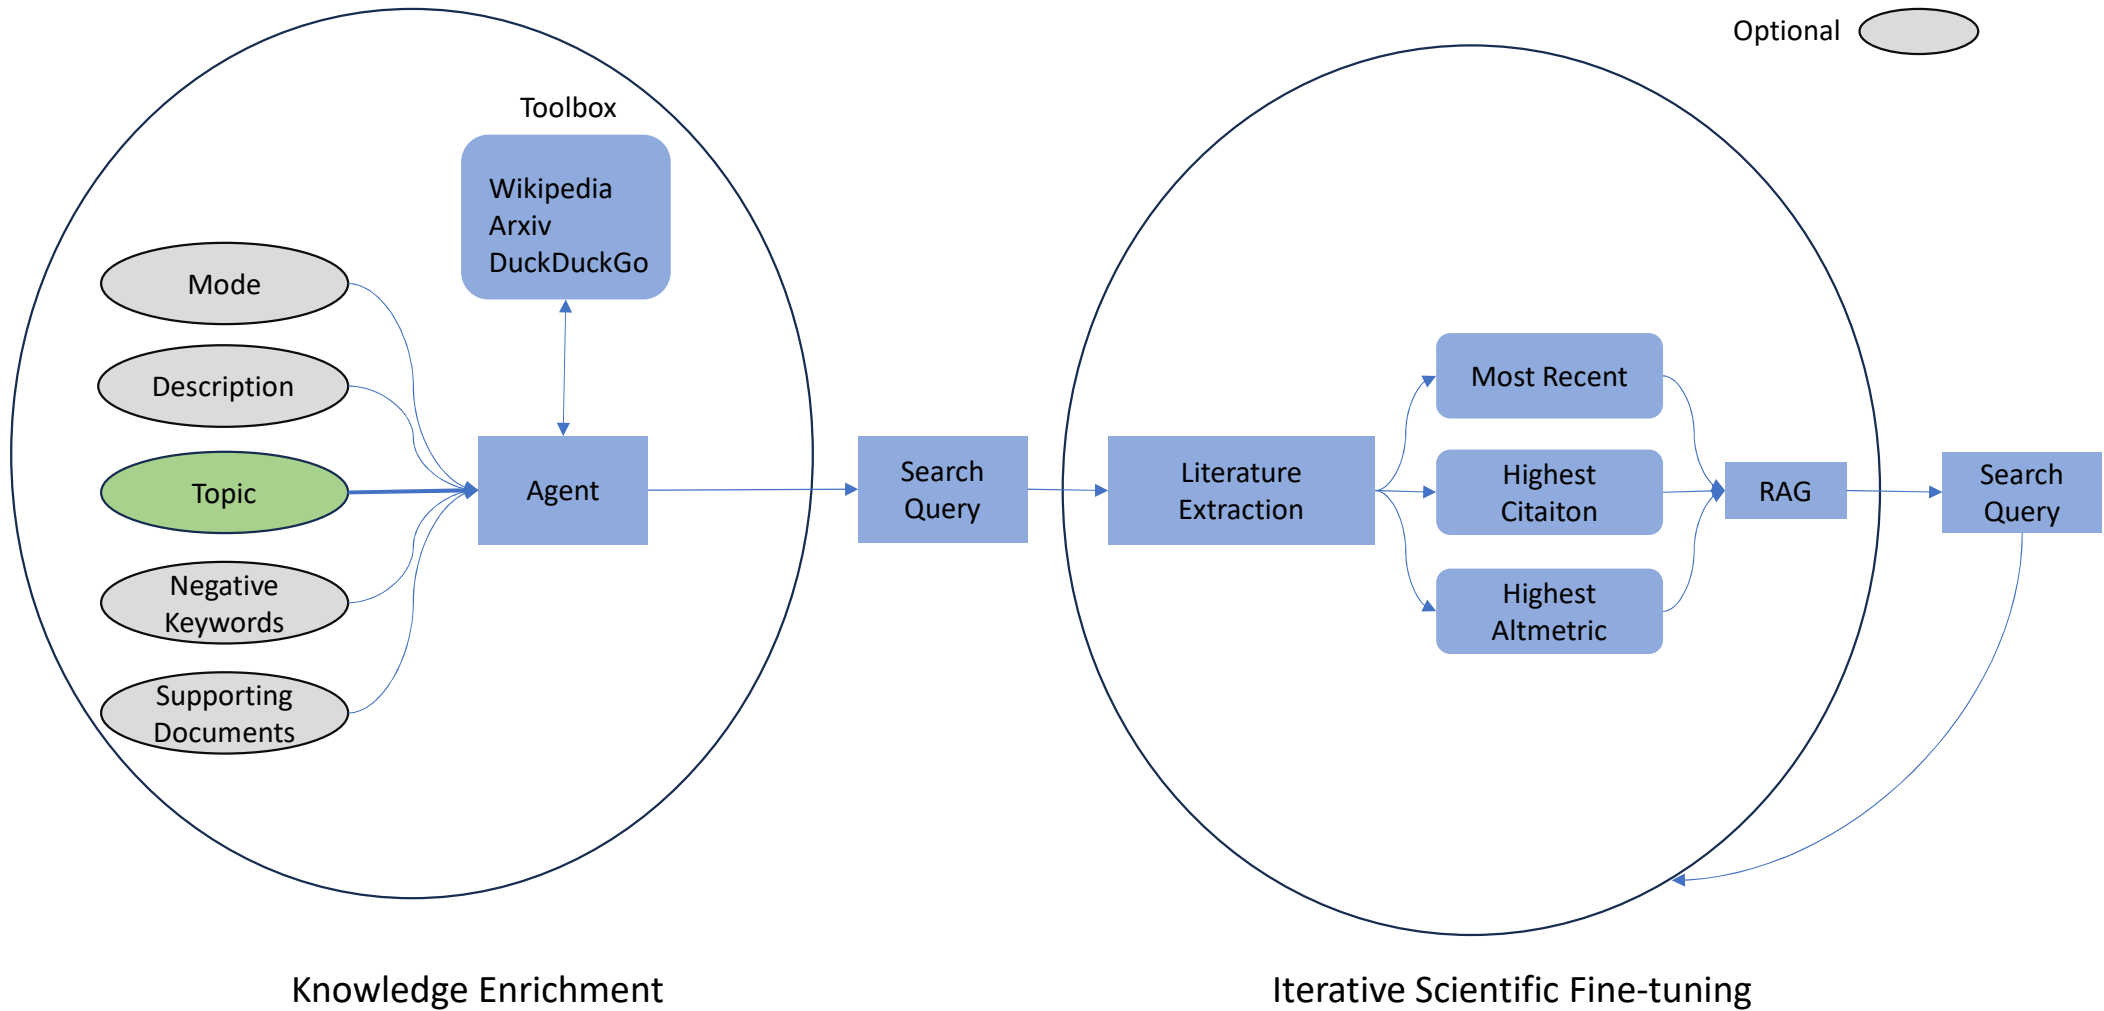 Optional
Toolbox
Wikipedia
Arxiv
DuckDuckGo
Mode
Description
Topic
Negative
Keywords
Supporting
Documents
Agent
Search
Query
Literature
Extraction
Most Recent
Highest
Citaiton
Highest
Altmetric
RAG
Search
Query
Knowledge Enrichment
Iterative Scientific Fine-tuning